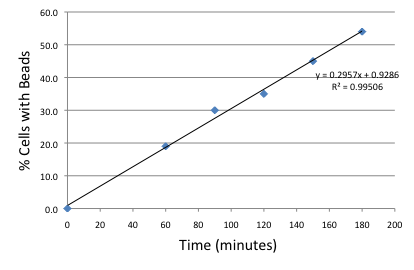 60.0
50.0
40.0
30.0
20.0
10.0
0.0
% Cells with Beads
y = 0.2957x + 0.9286
R² = 0.99506
0 20 40 60 80 100 120 140 160 180 200
Time (minutes)